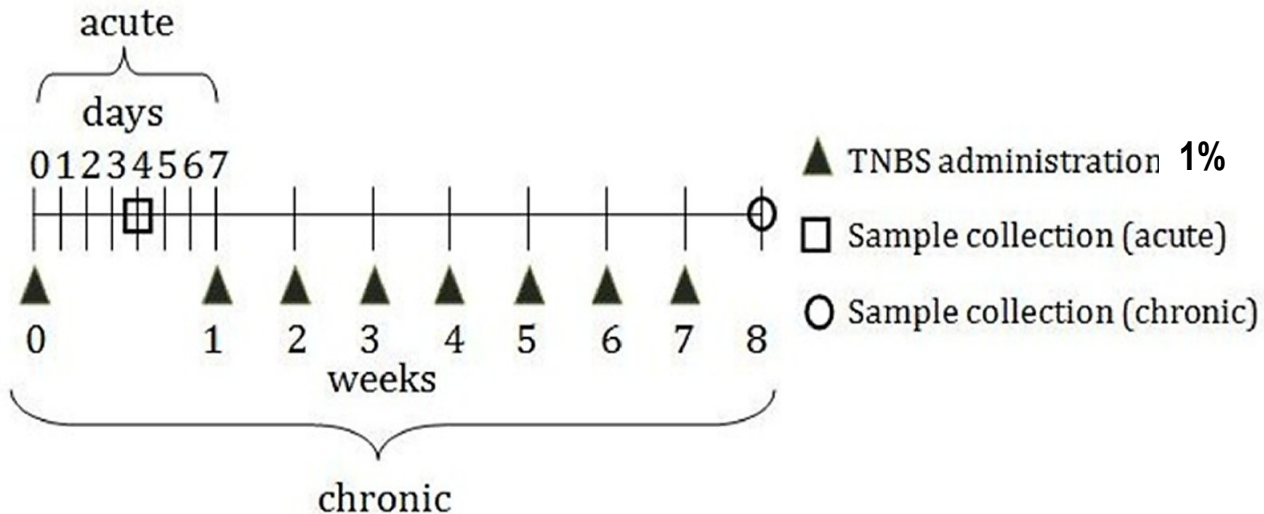 acute
days
01234567
TNBS administration 1%
Sample collection (acute)
Sample collection (chronic)
0 1 2 3 4 5 6 7 8
weeks
chronic